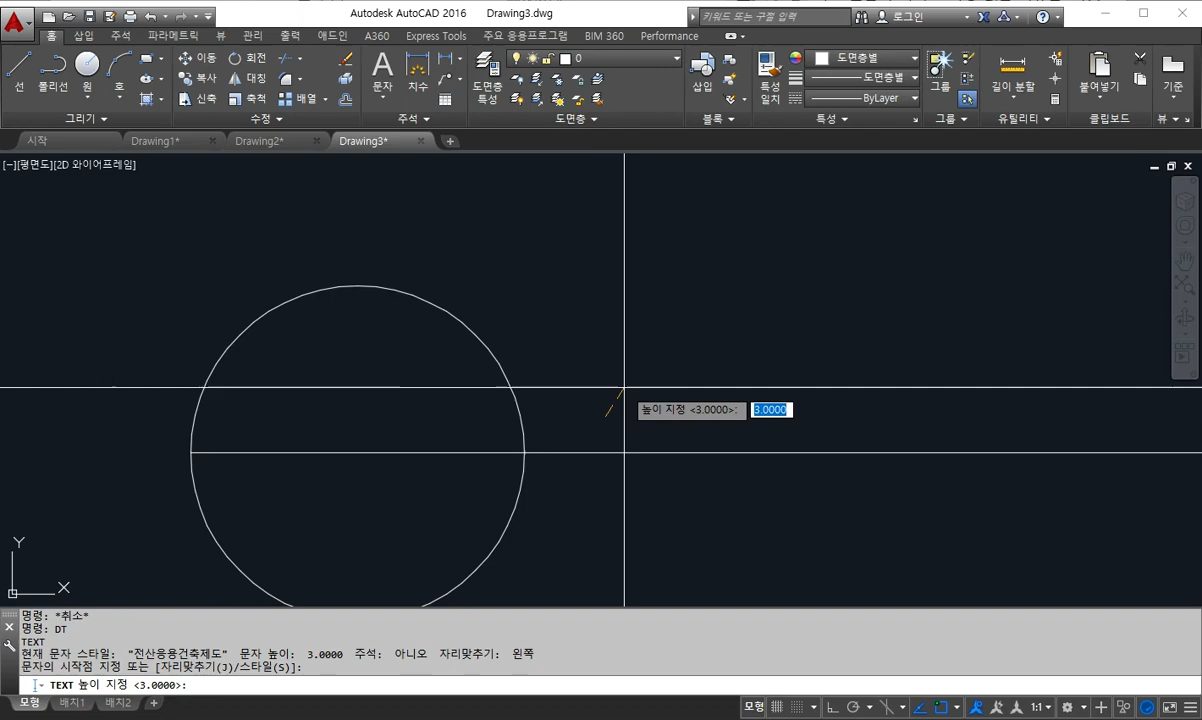 Autodesk AutoCAD 2016 Drawing3.dwg
키워드 또는 구절 입력
로그인
홈 삽입 주석 파라메트릭 뷰 관리 출력 애드인 A360 Express Tools 주요 응용프로그램 BIM 360 Performance
선 폴리선 원 호
이동 회전
복사 대칭
신축 축척 배열
문자 치수
도면층 특성
0
삽입
특성 일치
도면층별
도면층별
ByLayer
그룹
길이 분할
붙여넣기
기준
그리기 수정 주석 도면층 블록 특성 그룹 유틸리티 클립보드 뷰
시작 Drawing1* Drawing2* Drawing3*
[−][평면도][2D 와이어프레임]
높이 지정 <3.0000>: 3.0000
Y
X
명령: *취소*
명령: DT
TEXT
현재 문자 스타일: "전산응용건축제도" 문자 높이: 3.0000 주석: 아니오 자리맞추기: 왼쪽
문자의 시작점 지정 또는 [자리맞추기(J)/스타일(S)]:
TEXT 높이 지정 <3.0000>:
모형 배치1 배치2
모형 1:1